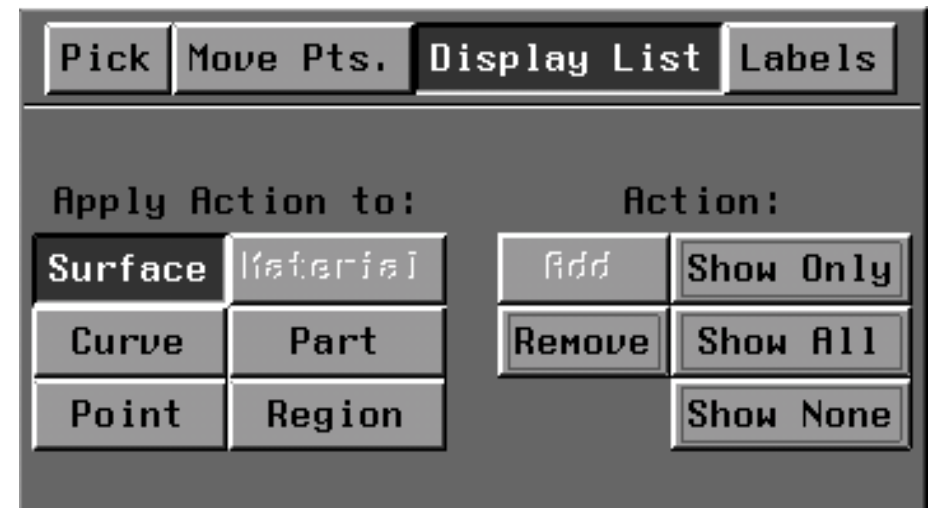 Pick Move Pts. Display List Labels
Apply Action to: Action:
Surface Material Add Show Only
Curve Part Remove Show All
Point Region Show None